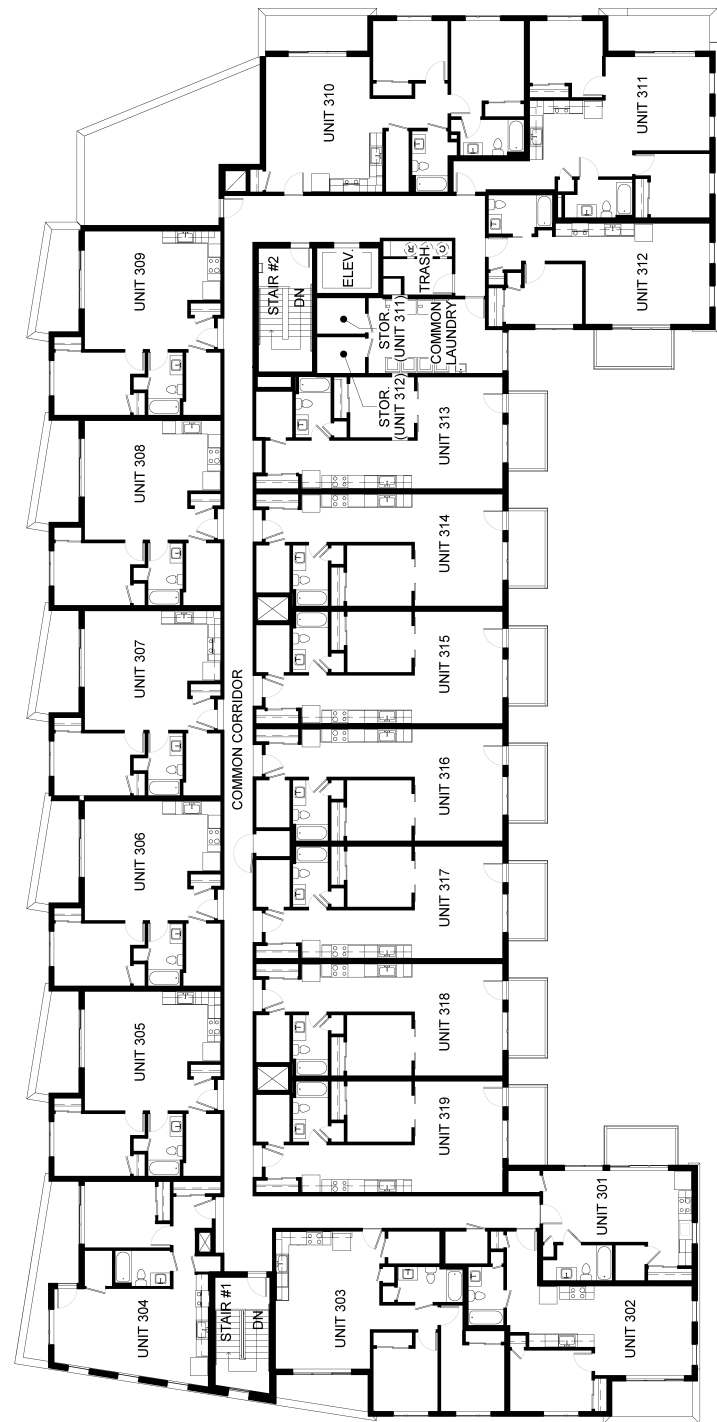 UNIT 310
UNIT 311
UNIT 309
STAIR #2
DN
ELEV.
TRASH
R
C
UNIT 312
STOR.
(UNIT 311)
COMMON
LAUNDRY
STOR.
(UNIT 312)
UNIT 308
UNIT 313
UNIT 314
UNIT 307
UNIT 315
COMMON CORRIDOR
UNIT 316
UNIT 306
UNIT 317
UNIT 305
UNIT 318
UNIT 319
UNIT 301
UNIT 304
STAIR #1
DN
UNIT 303
UNIT 302